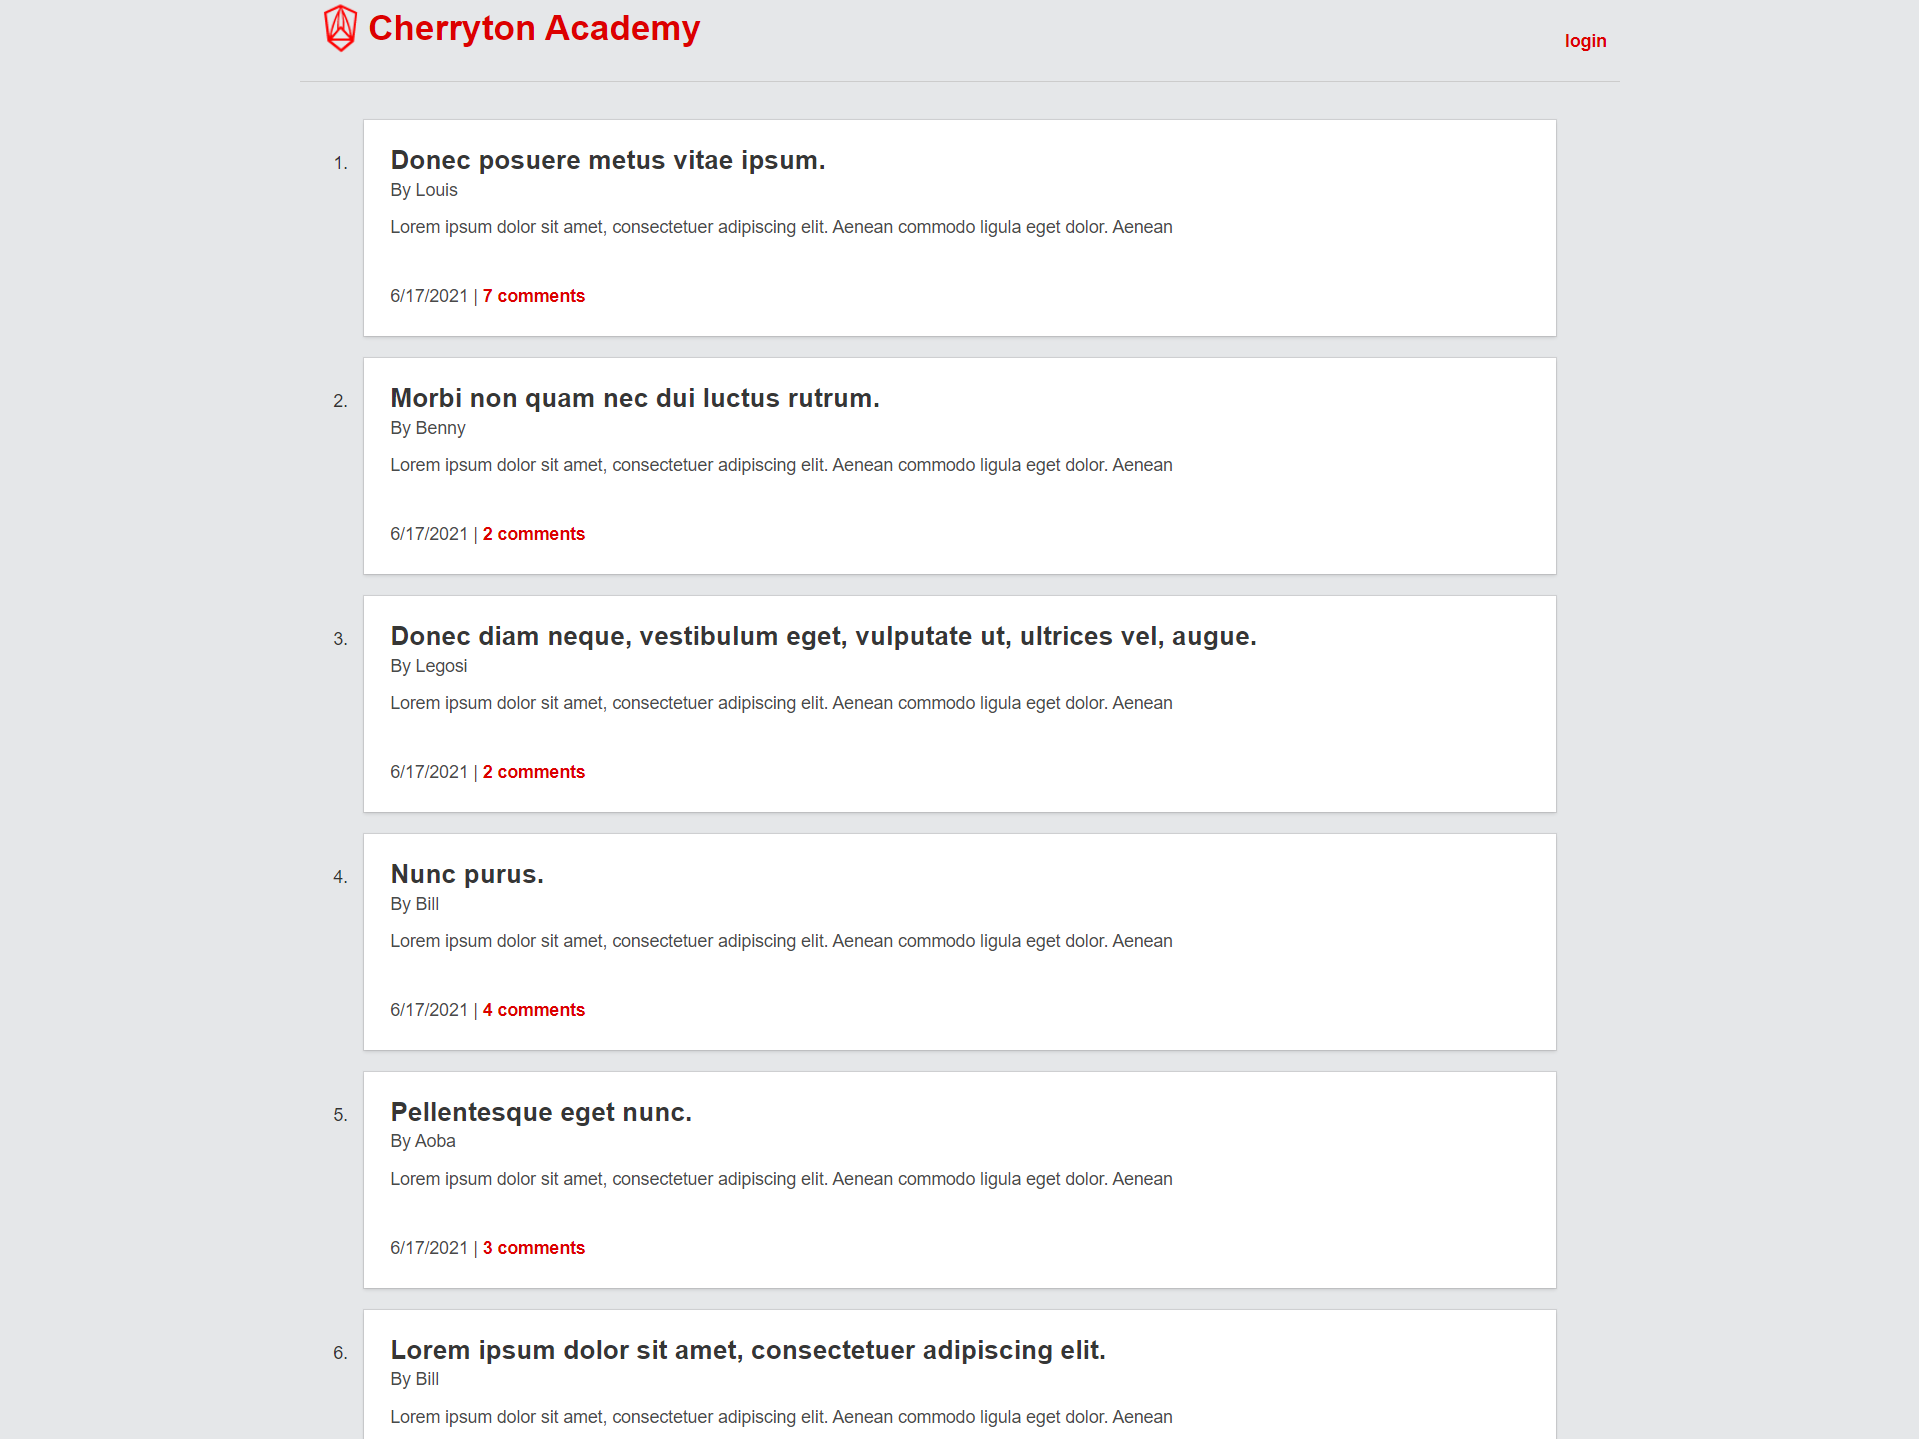 Cherryton Academy
login
1.
Donec posuere metus vitae ipsum.
By Louis
Lorem ipsum dolor sit amet, consectetuer adipiscing elit. Aenean commodo ligula eget dolor. Aenean
6/17/2021 | 7 comments
2.
Morbi non quam nec dui luctus rutrum.
By Benny
Lorem ipsum dolor sit amet, consectetuer adipiscing elit. Aenean commodo ligula eget dolor. Aenean
6/17/2021 | 2 comments
3.
Donec diam neque, vestibulum eget, vulputate ut, ultrices vel, augue.
By Legosi
Lorem ipsum dolor sit amet, consectetuer adipiscing elit. Aenean commodo ligula eget dolor. Aenean
6/17/2021 | 2 comments
4.
Nunc purus.
By Bill
Lorem ipsum dolor sit amet, consectetuer adipiscing elit. Aenean commodo ligula eget dolor. Aenean
6/17/2021 | 4 comments
5.
Pellentesque eget nunc.
By Aoba
Lorem ipsum dolor sit amet, consectetuer adipiscing elit. Aenean commodo ligula eget dolor. Aenean
6/17/2021 | 3 comments
6.
Lorem ipsum dolor sit amet, consectetuer adipiscing elit.
By Bill
Lorem ipsum dolor sit amet, consectetuer adipiscing elit. Aenean commodo ligula eget dolor. Aenean